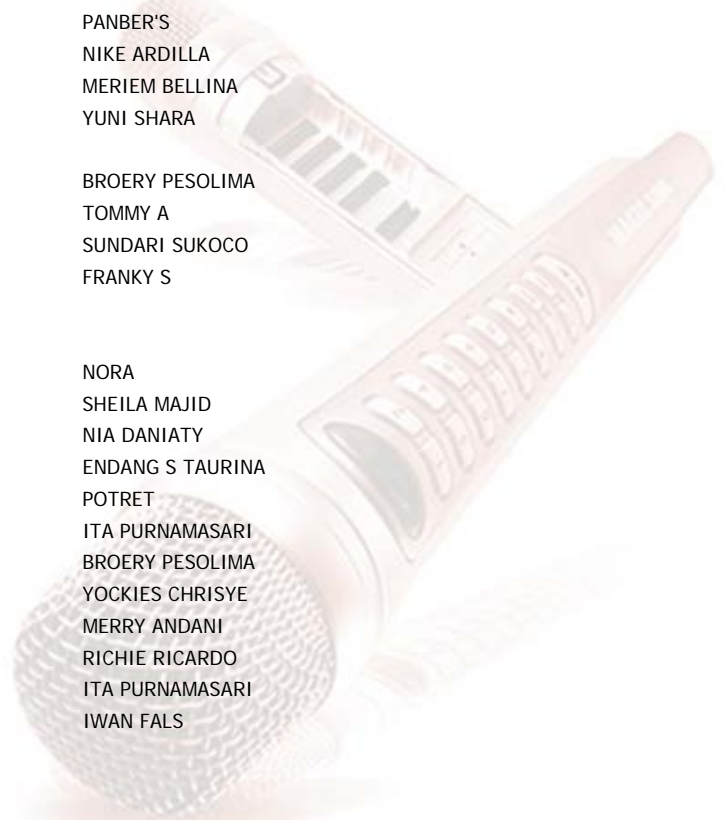 PANBER'S
NIKE ARDILLA
MERIEM BELLINA
YUNI SHARA
BROERY PESOLIMA
TOMMY A
SUNDARI SUKOCO
FRANKY S
NORA
SHEILA MAJID
NIA DANIATY
ENDANG S TAURINA
POTRET
ITA PURNAMASARI
BROERY PESOLIMA
YOCKIES CHRISYE
MERRY ANDANI
RICHIE RICARDO
ITA PURNAMASARI
IWAN FALS